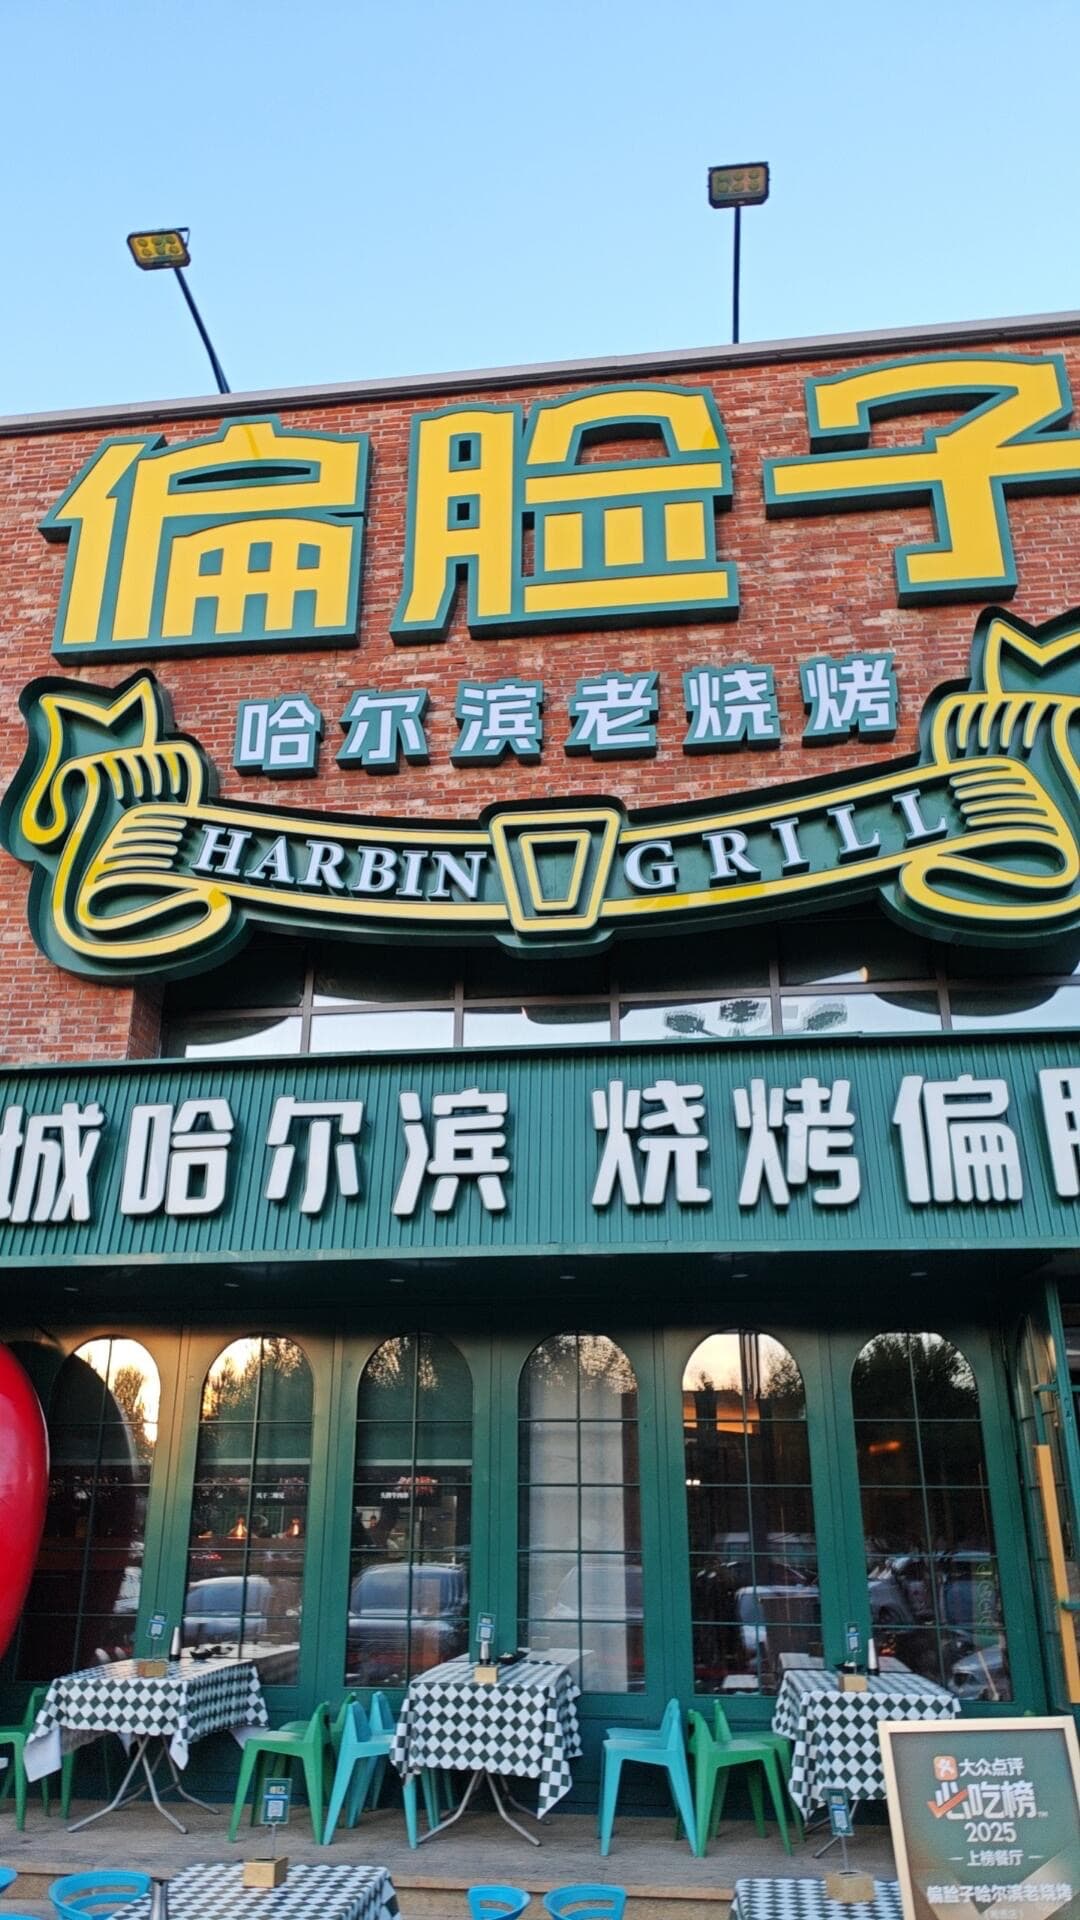 偏脸子
哈尔滨老烧烤
HARBIN GRILL
城哈尔滨 烧烤偏脸
大众点评
必吃榜
2025
上榜餐厅
偏脸子哈尔滨老烧烤